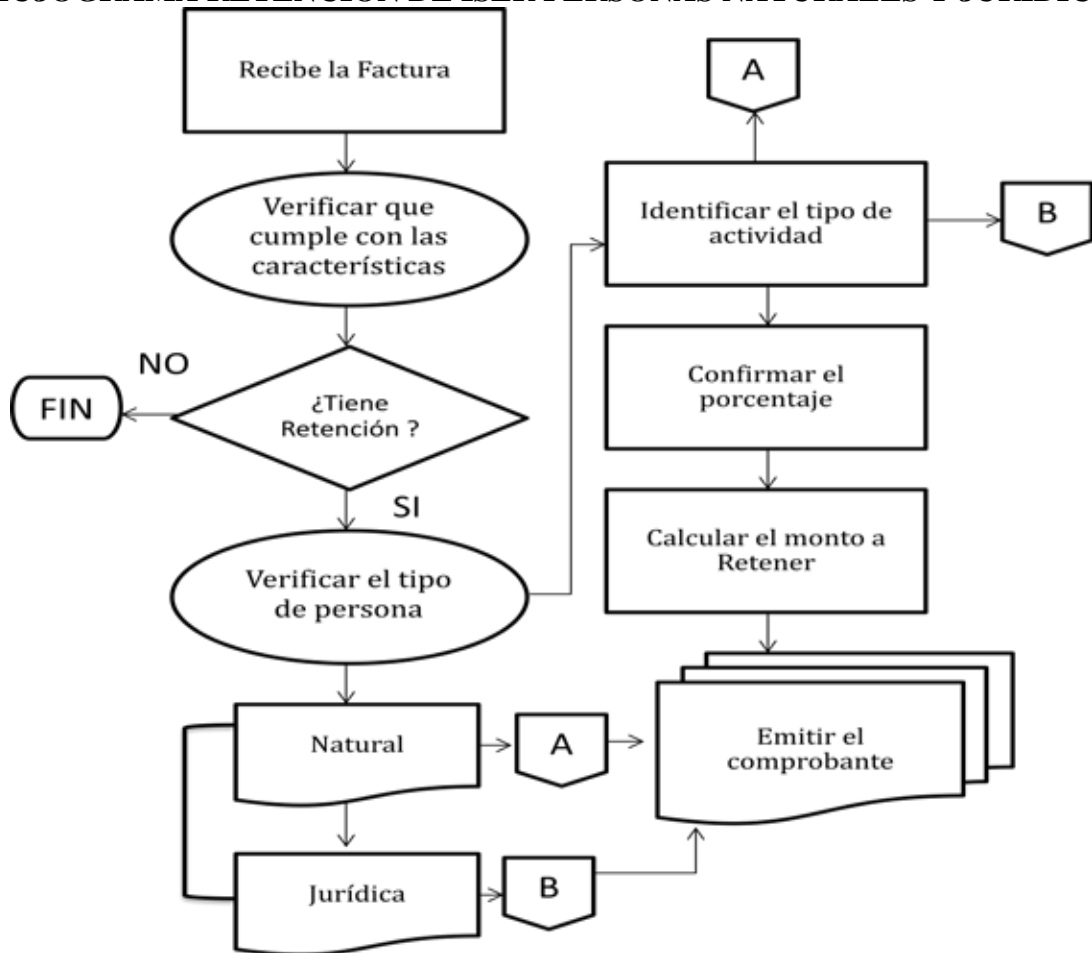 Recibe la Factura
Verificar que
cumple con las
características
NO
FIN
¿Tiene
Retención ?
SI
Verificar el tipo
de persona
Natural
A
Jurídica
B
A
Identificar el tipo de
actividad
B
Confirmar el
porcentaje
Calcular el monto a
Retener
Emitir el
comprobante